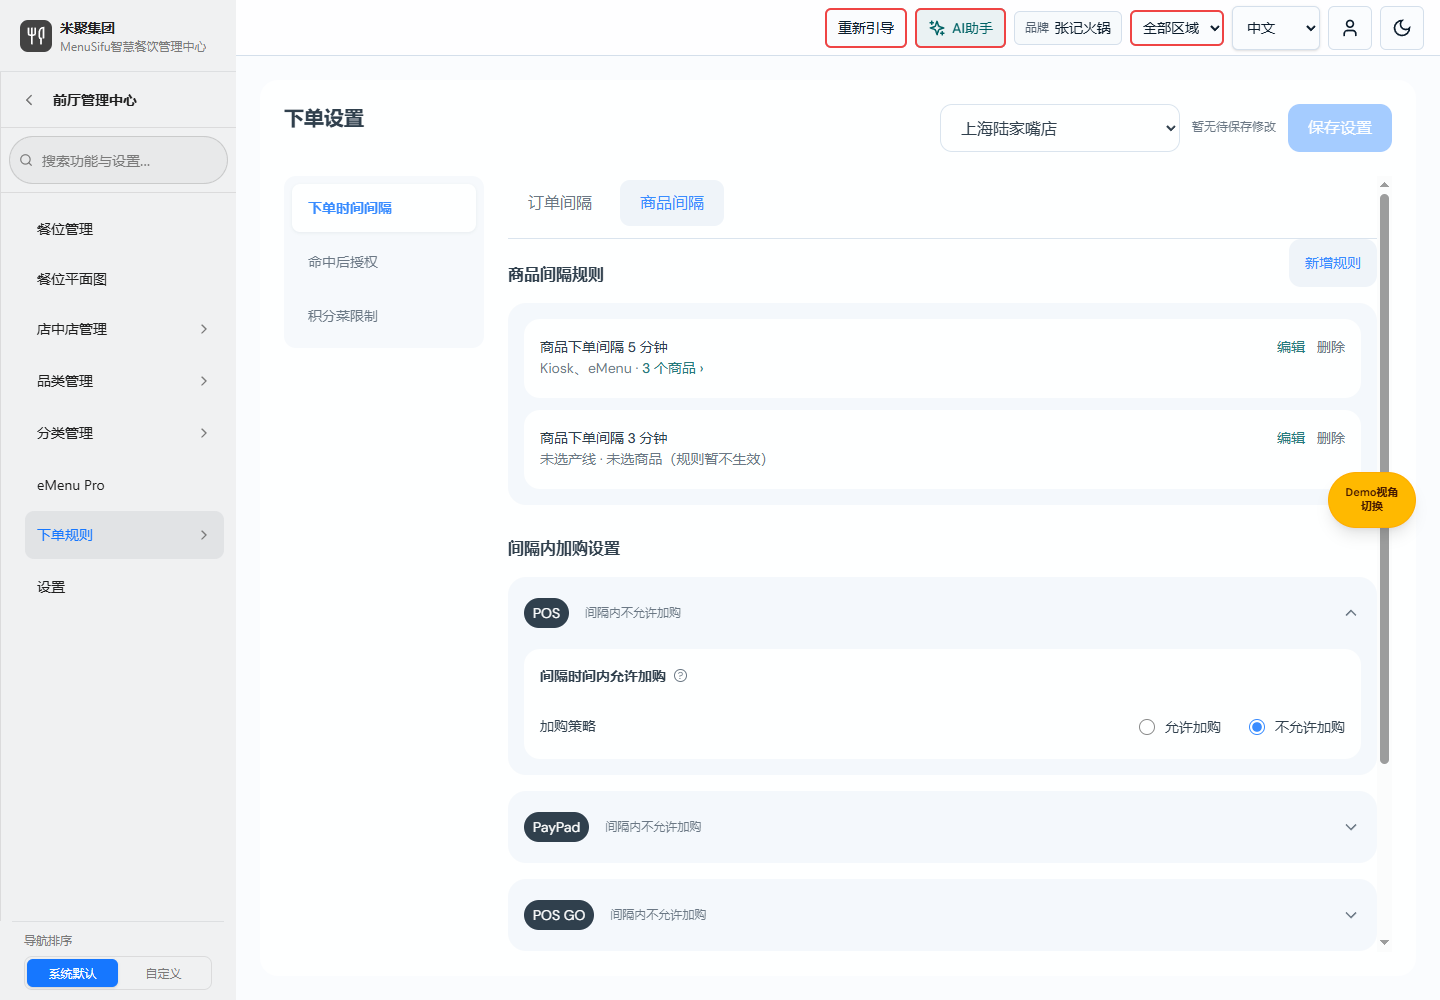 米聚集团
MenuSifu智慧餐饮管理中心
前厅管理中心
搜索功能与设置...
餐位管理
餐位平面图
店中店管理
品类管理
分类管理
eMenu Pro
下单规则
设置
导航排序
系统默认
自定义
重新引导
AI助手
品牌 张记火锅
全部区域
中文
下单设置
上海陆家嘴店
暂无待保存修改
保存设置
下单时间间隔
命中后授权
积分菜限制
订单间隔
商品间隔
商品间隔规则
新增规则
商品下单间隔 5 分钟
编辑 删除
Kiosk、eMenu · 3 个商品 ›
商品下单间隔 3 分钟
编辑 删除
未选产线 · 未选商品（规则暂不生效）
Demo视角
切换
间隔内加购设置
POS 间隔内不允许加购
间隔时间内允许加购 ?
加购策略
允许加购
不允许加购
PayPad 间隔内不允许加购
POS GO 间隔内不允许加购